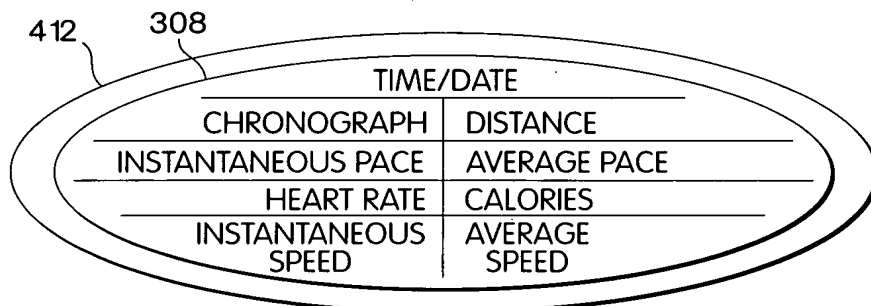 412
308
TIME/DATE
CHRONOGRAPH DISTANCE
INSTANTANEOUS PACE AVERAGE PACE
HEART RATE CALORIES
INSTANTANEOUS AVERAGE
SPEED SPEED